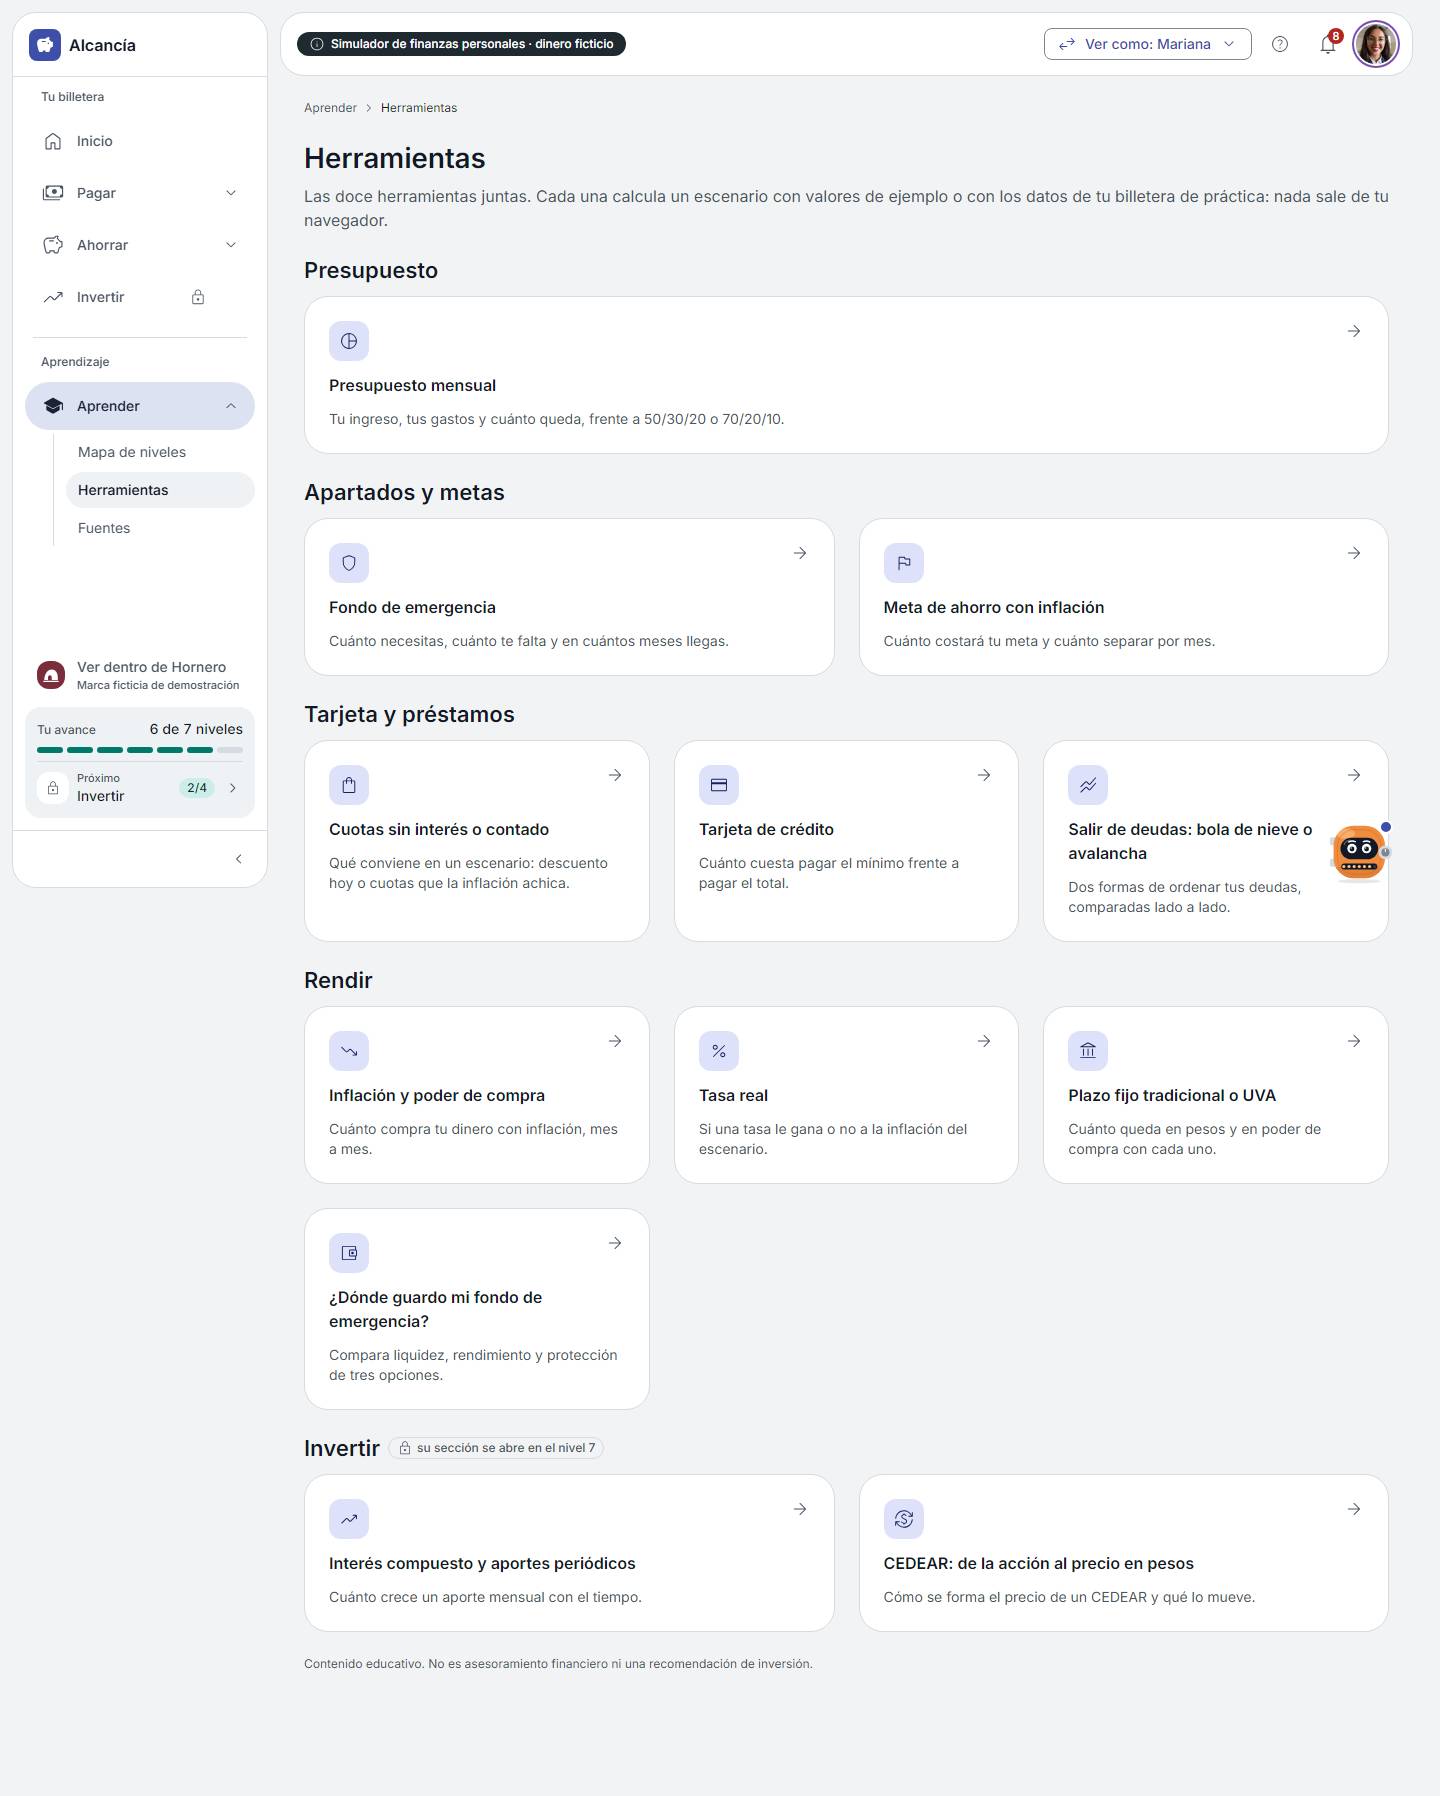 Alcancía
Simulador de finanzas personales · dinero ficticio
Ver como: Mariana
8
Tu billetera
Inicio
Pagar
Ahorrar
Invertir
Aprendizaje
Aprender
Mapa de niveles
Herramientas
Fuentes
Ver dentro de Hornero
Marca ficticia de demostración
Tu avance
6 de 7 niveles
Próximo
Invertir
2/4
Aprender
Herramientas
Herramientas
Las doce herramientas juntas. Cada una calcula un escenario con valores de ejemplo o con los datos de tu billetera de práctica: nada sale de tu
navegador.
Presupuesto
Presupuesto mensual
Tu ingreso, tus gastos y cuánto queda, frente a 50/30/20 o 70/20/10.
Apartados y metas
Fondo de emergencia
Cuánto necesitas, cuánto te falta y en cuántos meses llegas.
Meta de ahorro con inflación
Cuánto costará tu meta y cuánto separar por mes.
Tarjeta y préstamos
Cuotas sin interés o contado
Qué conviene en un escenario: descuento
hoy o cuotas que la inflación achica.
Tarjeta de crédito
Cuánto cuesta pagar el mínimo frente a
pagar el total.
Salir de deudas: bola de nieve o
avalancha
Dos formas de ordenar tus deudas,
comparadas lado a lado.
Rendir
Inflación y poder de compra
Cuánto compra tu dinero con inflación, mes
a mes.
Tasa real
Si una tasa le gana o no a la inflación del
escenario.
Plazo fijo tradicional o UVA
Cuánto queda en pesos y en poder de
compra con cada uno.
¿Dónde guardo mi fondo de
emergencia?
Compara liquidez, rendimiento y protección
de tres opciones.
Invertir
su sección se abre en el nivel 7
Interés compuesto y aportes periódicos
Cuánto crece un aporte mensual con el tiempo.
CEDEAR: de la acción al precio en pesos
Cómo se forma el precio de un CEDEAR y qué lo mueve.
Contenido educativo. No es asesoramiento financiero ni una recomendación de inversión.